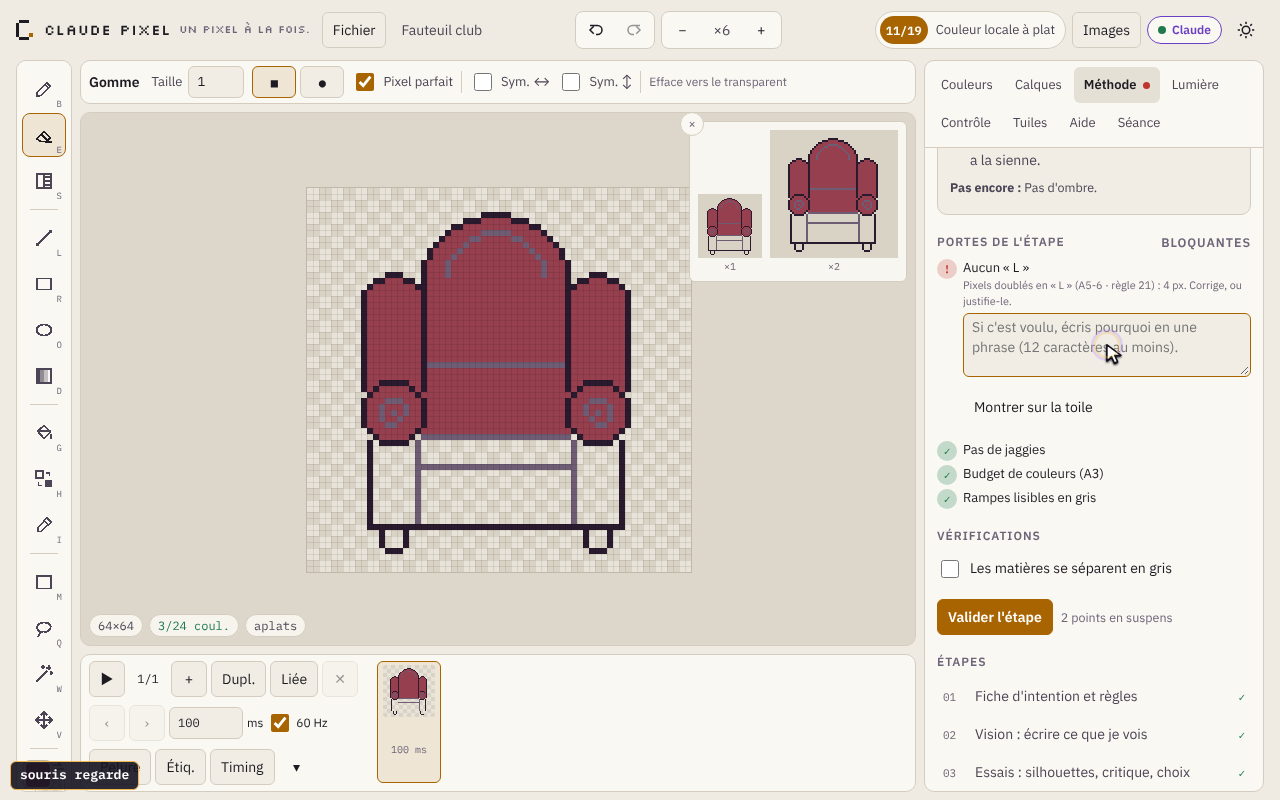 CLAUDE PIXEL UN PIXEL À LA FOIS. Fichier Fauteuil club − ×6 + 11/19 Couleur locale à plat Images Claude
Gomme Taille 1 Pixel parfait Sym. Sym. Efface vers le transparent
B
E
S
L
R
O
D
G
H
I
M
Q
W
V
×
×1 ×2
64×64 3/24 coul. aplats
1/1 + Dupl. Liée ✕
‹ › 100 ms 60 Hz
Étiq. Timing ▼
100 ms
souris regarde
Couleurs Calques Méthode Lumière
Contrôle Tuiles Aide Séance
a la sienne.
Pas encore : Pas d'ombre.
PORTES DE L'ÉTAPE BLOQUANTES
! Aucun « L »
Pixels doublés en « L » (A5-6 · règle 21) : 4 px. Corrige, ou
justifie-le.
Si c'est voulu, écris pourquoi en une
phrase (12 caractères au moins).
Montrer sur la toile
✓ Pas de jaggies
✓ Budget de couleurs (A3)
✓ Rampes lisibles en gris
VÉRIFICATIONS
Les matières se séparent en gris
Valider l'étape 2 points en suspens
ÉTAPES
01 Fiche d'intention et règles ✓
02 Vision : écrire ce que je vois ✓
03 Essais : silhouettes, critique, choix ✓